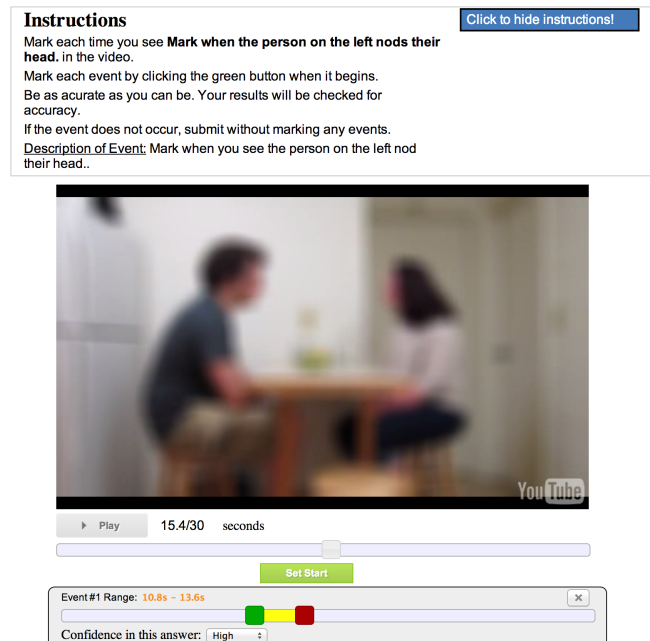 Instructions
Click to hide instructions!
Mark each time you see Mark when the person on the left nods their
head. in the video.
Mark each event by clicking the green button when it begins.
Be as acurate as you can be. Your results will be checked for
accuracy.
If the event does not occur, submit without marking any events.
Description of Event: Mark when you see the person on the left nod
their head..
YouTube
Play 15.4/30 seconds
Set Start
Event #1 Range: 10.8s - 13.6s
Confidence in this answer: High